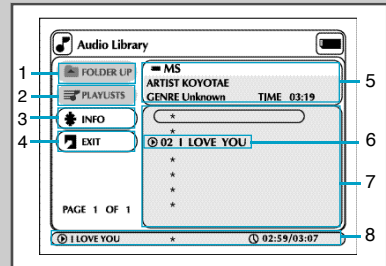 Audio Library
1 FOLDER UP
2 PLAYLISTS
3 INFO
4 EXIT
MS
ARTIST KOYOTAE
GENRE Unknown TIME 03:19
5
*
*
02 I LOVE YOU
6
*
*
*
*
7
PAGE 1 OF 1
I LOVE YOU * 02:59/03:07
8